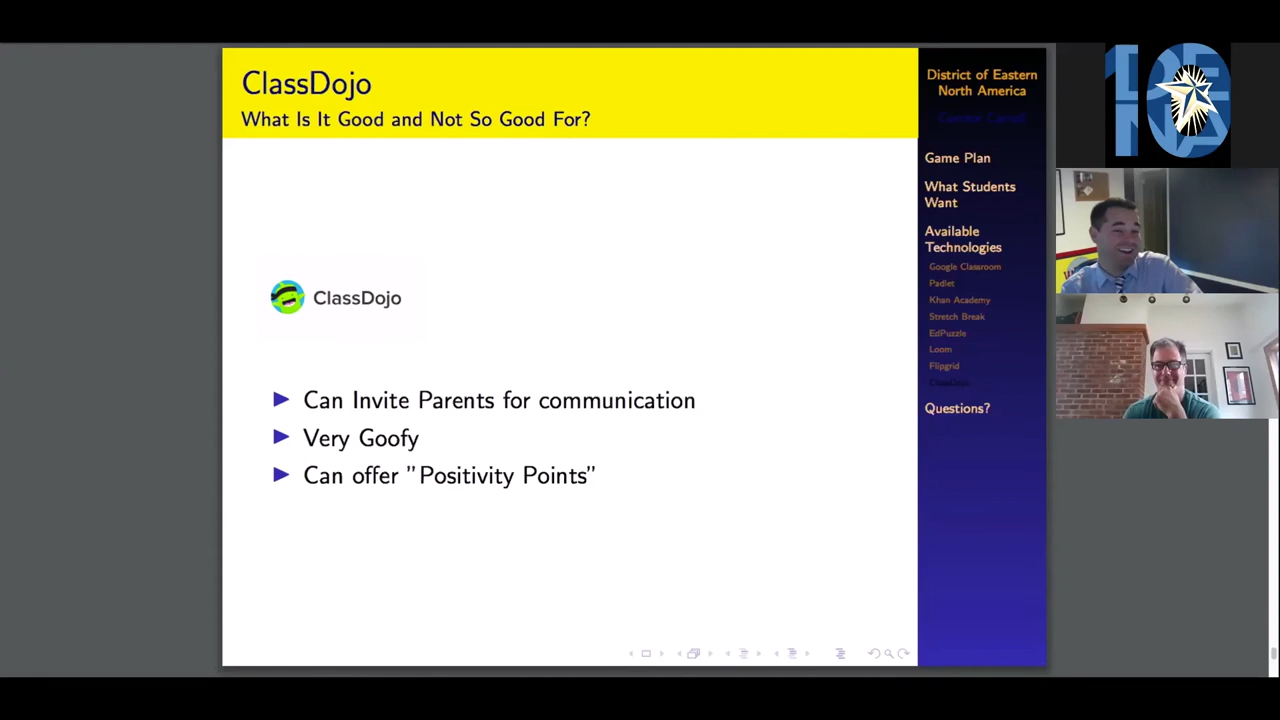 ClassDojo
What Is It Good and Not So Good For?
ClassDojo
▶ Can Invite Parents for communication
▶ Very Goofy
▶ Can offer ”Positivity Points”
District of Eastern
North America
Game Plan
What Students
Want
Available
Technologies
Google Classroom
Padlet
Khan Academy
Stretch Break
EdPuzzle
Loom
Flipgrid
ClassDojo
Questions?
DE
NA